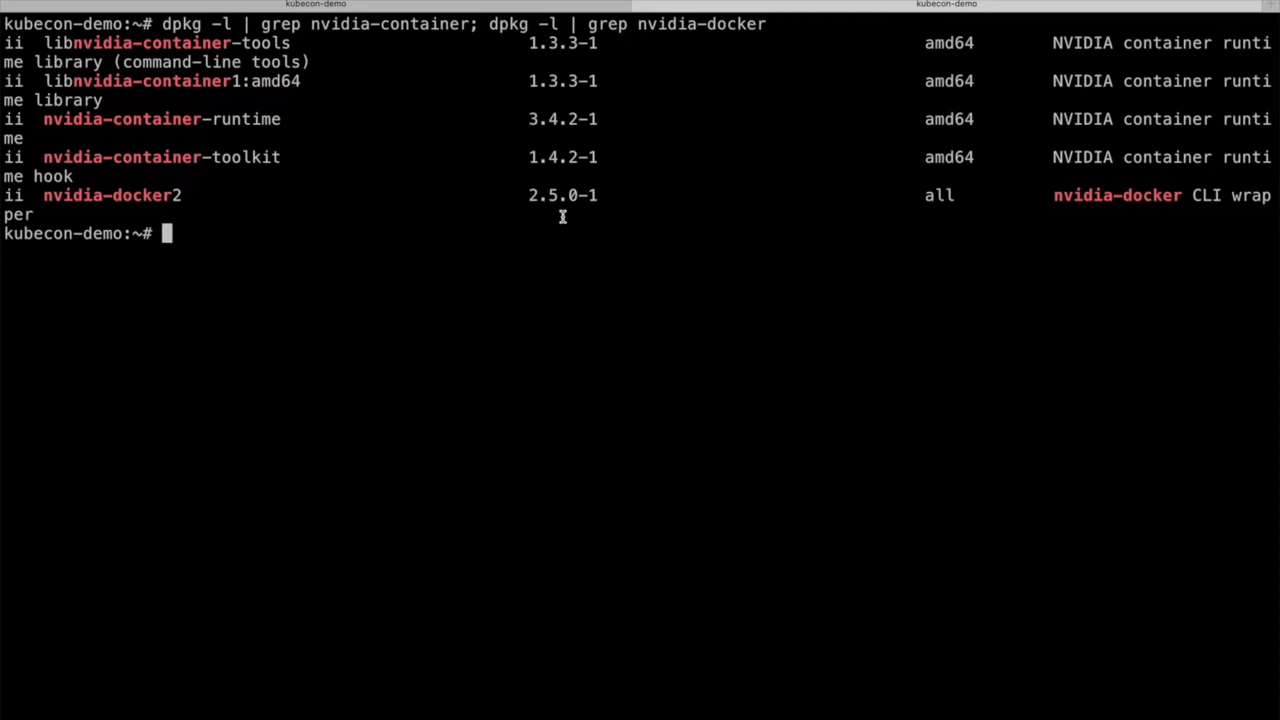 kubecon-demo kubecon-demo
kubecon-demo:~# dpkg -l | grep nvidia-container; dpkg -l | grep nvidia-docker
ii  libnvidia-container-tools 1.3.3-1 amd64 NVIDIA container runti
me library (command-line tools)
ii  libnvidia-container1:amd64 1.3.3-1 amd64 NVIDIA container runti
me library
ii  nvidia-container-runtime 3.4.2-1 amd64 NVIDIA container runti
me
ii  nvidia-container-toolkit 1.4.2-1 amd64 NVIDIA container runti
me hook
ii  nvidia-docker2 2.5.0-1 all nvidia-docker CLI wrap
per
kubecon-demo:~#